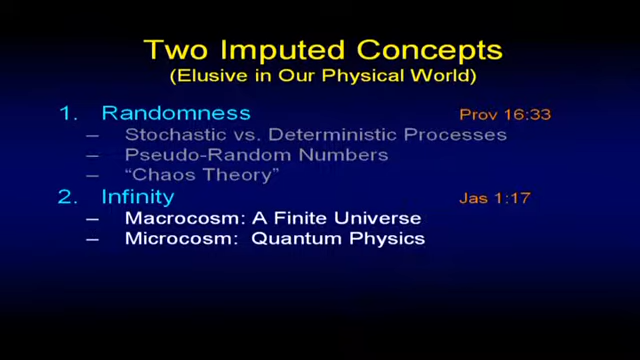 Two Imputed Concepts
(Elusive in Our Physical World)
1. Randomness Prov 16:33
– Stochastic vs. Deterministic Processes
– Pseudo-Random Numbers
– “Chaos Theory”
2. Infinity Jas 1:17
– Macrocosm: A Finite Universe
– Microcosm: Quantum Physics